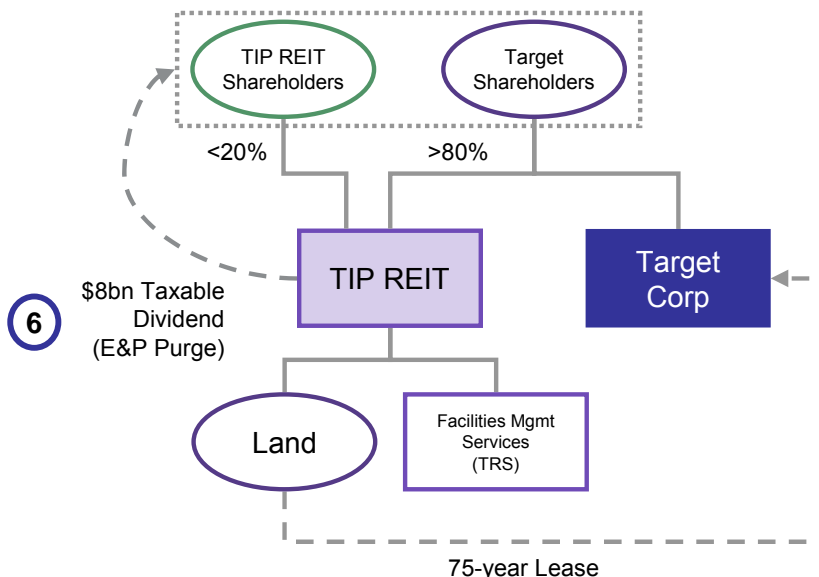 TIP REIT
Shareholders
Target
Shareholders
<20%
>80%
TIP REIT
Target
Corp
6
$8bn Taxable
Dividend
(E&P Purge)
Land
Facilities Mgmt
Services
(TRS)
75-year Lease